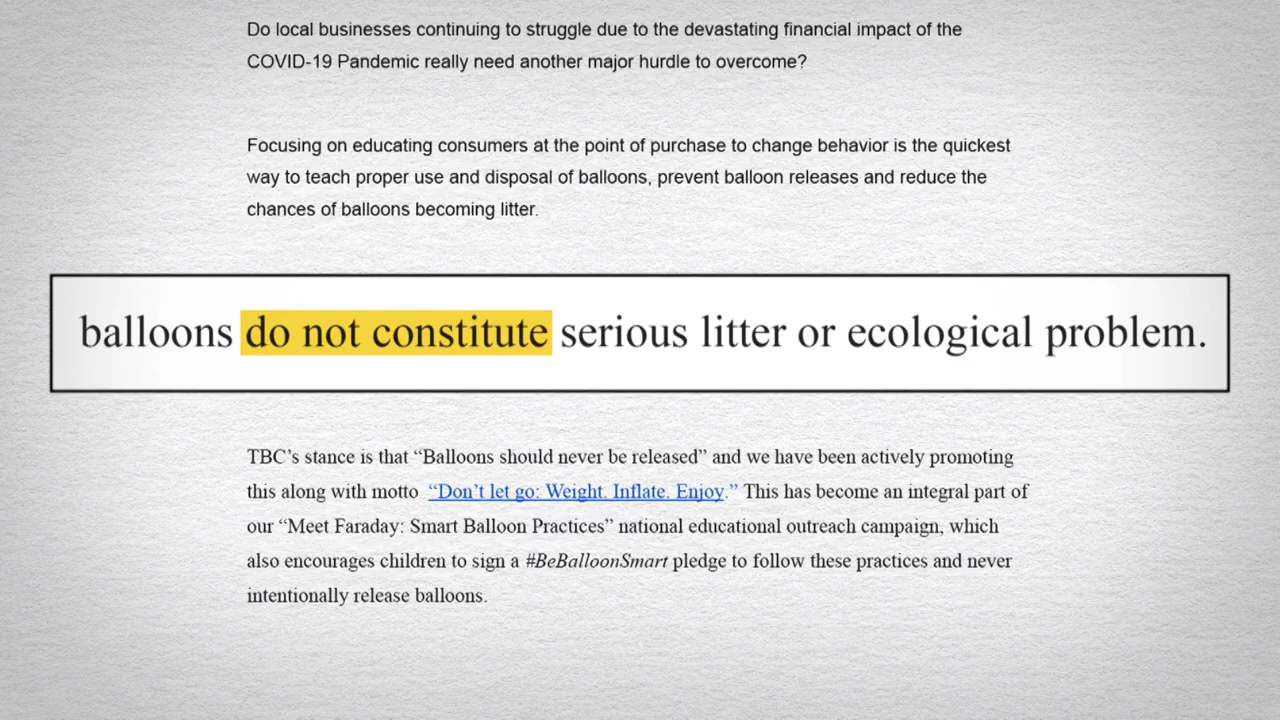 Do local businesses continuing to struggle due to the devastating financial impact of the
COVID-19 Pandemic really need another major hurdle to overcome?
Focusing on educating consumers at the point of purchase to change behavior is the quickest
way to teach proper use and disposal of balloons, prevent balloon releases and reduce the
chances of balloons becoming litter.
balloons do not constitute serious litter or ecological problem.
TBC’s stance is that “Balloons should never be released” and we have been actively promoting
this along with motto “Don’t let go: Weight. Inflate. Enjoy.” This has become an integral part of
our “Meet Faraday: Smart Balloon Practices” national educational outreach campaign, which
also encourages children to sign a #BeBalloonSmart pledge to follow these practices and never
intentionally release balloons.